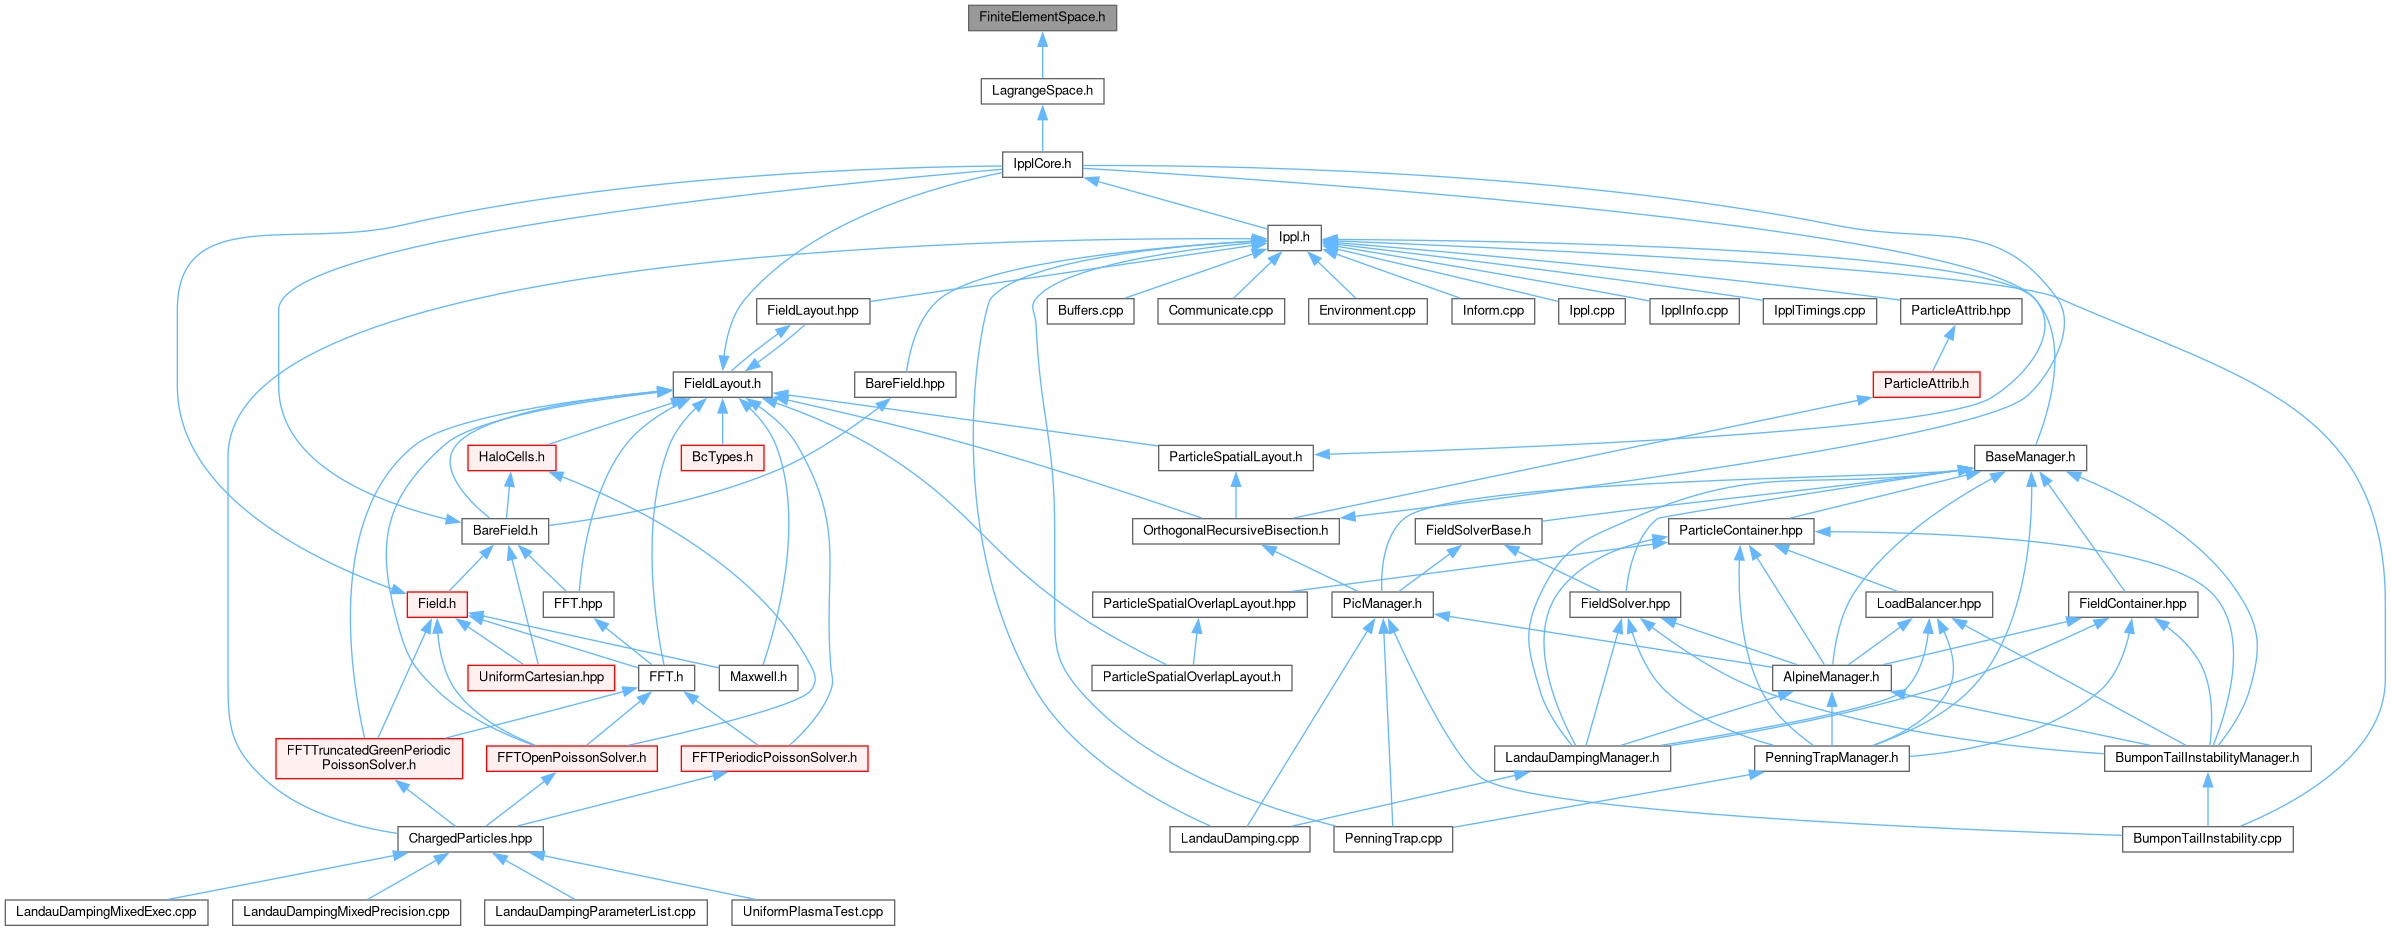 FiniteElementSpace.h
LagrangeSpace.h
IpplCore.h
Ippl.h
FieldLayout.hpp
Buffers.cpp
Communicate.cpp
Environment.cpp
Inform.cpp
Ippl.cpp
IpplInfo.cpp
IpplTimings.cpp
ParticleAttrib.hpp
FieldLayout.h
BareField.hpp
ParticleAttrib.h
HaloCells.h
BcTypes.h
ParticleSpatialLayout.h
BaseManager.h
BareField.h
OrthogonalRecursiveBisection.h
FieldSolverBase.h
ParticleContainer.hpp
Field.h
FFT.hpp
ParticleSpatialOverlapLayout.hpp
PicManager.h
FieldSolver.hpp
LoadBalancer.hpp
FieldContainer.hpp
UniformCartesian.hpp
FFT.h
Maxwell.h
ParticleSpatialOverlapLayout.h
AlpineManager.h
FFTTruncatedGreenPeriodic
PoissonSolver.h
FFTOpenPoissonSolver.h
FFTPeriodicPoissonSolver.h
LandauDampingManager.h
PenningTrapManager.h
BumponTailInstabilityManager.h
ChargedParticles.hpp
LandauDamping.cpp
PenningTrap.cpp
BumponTailInstability.cpp
LandauDampingMixedExec.cpp
LandauDampingMixedPrecision.cpp
LandauDampingParameterList.cpp
UniformPlasmaTest.cpp